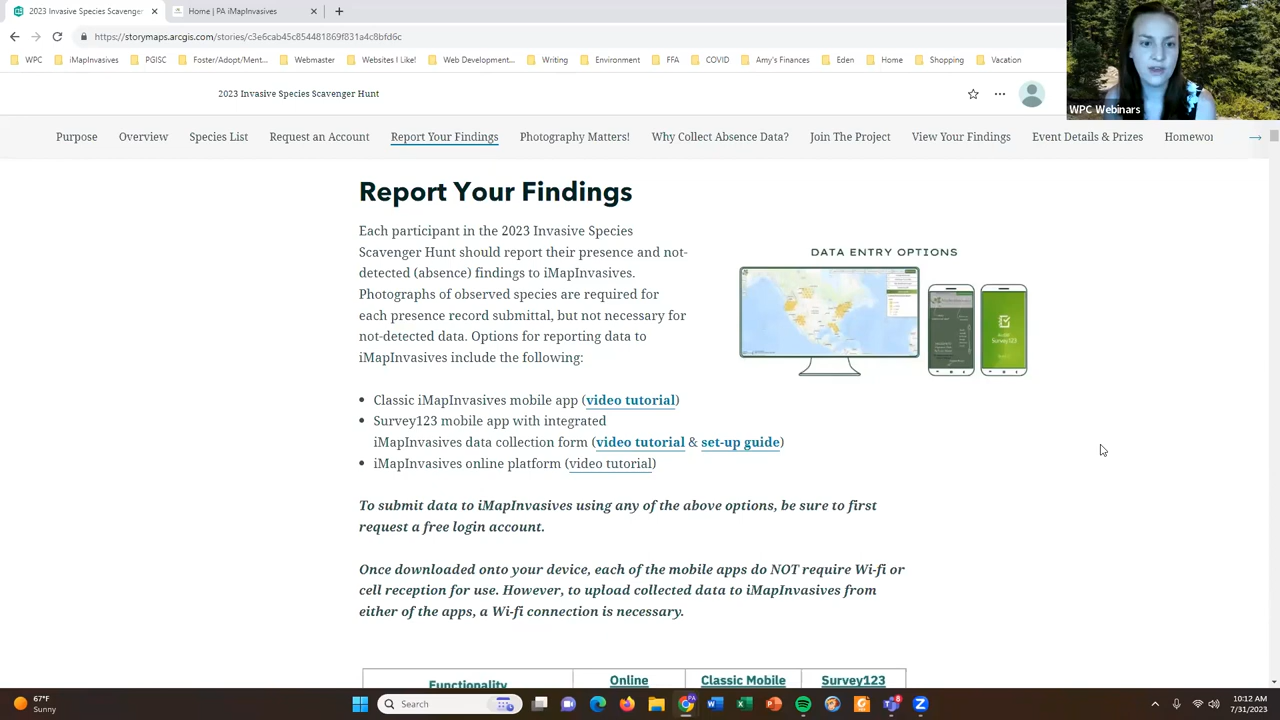 2023 Invasive Species Scavenger
Home | PA iMapInvasives
https://storymaps.arcgis.com/stories/c3e6cab45c854481869f831a4c8bfd6c
WPC
iMapInvasives
PGISC
Foster/Adopt/Ment...
Webmaster
Websites I Like!
Web Development...
Writing
Environment
FFA
COVID
Amy's Finances
Eden
Home
Shopping
Vacation
WPC Webinars
2023 Invasive Species Scavenger Hunt
Purpose
Overview
Species List
Request an Account
Report Your Findings
Photography Matters!
Why Collect Absence Data?
Join The Project
View Your Findings
Event Details & Prizes
Homewor
Report Your Findings
Each participant in the 2023 Invasive Species
Scavenger Hunt should report their presence and not-
detected (absence) findings to iMapInvasives.
Photographs of observed species are required for
each presence record submittal, but not necessary for
not-detected data. Options for reporting data to
iMapInvasives include the following:
DATA ENTRY OPTIONS
Survey123
• Classic iMapInvasives mobile app (video tutorial)
• Survey123 mobile app with integrated
iMapInvasives data collection form (video tutorial & set-up guide)
• iMapInvasives online platform (video tutorial)
To submit data to iMapInvasives using any of the above options, be sure to first
request a free login account.
Once downloaded onto your device, each of the mobile apps do NOT require Wi-fi or
cell reception for use. However, to upload collected data to iMapInvasives from
either of the apps, a Wi-fi connection is necessary.
Functionality
Online
Classic Mobile
Survey123
67°F
Sunny
Search
8
10:12 AM
7/31/2023